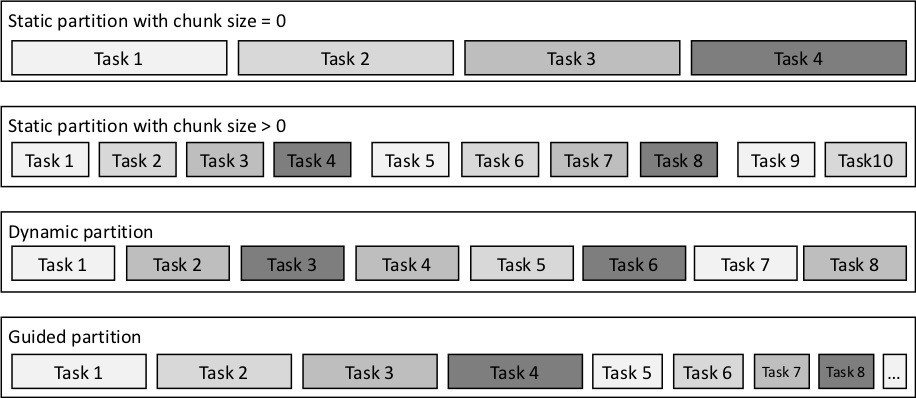 Static partition with chunk size = 0
Task 1 Task 2 Task 3 Task 4
Static partition with chunk size > 0
Task 1 Task 2 Task 3 Task 4 Task 5 Task 6 Task 7 Task 8 Task 9 Task10
Dynamic partition
Task 1 Task 2 Task 3 Task 4 Task 5 Task 6 Task 7 Task 8
Guided partition
Task 1 Task 2 Task 3 Task 4 Task 5 Task 6 Task 7 Task 8 ...